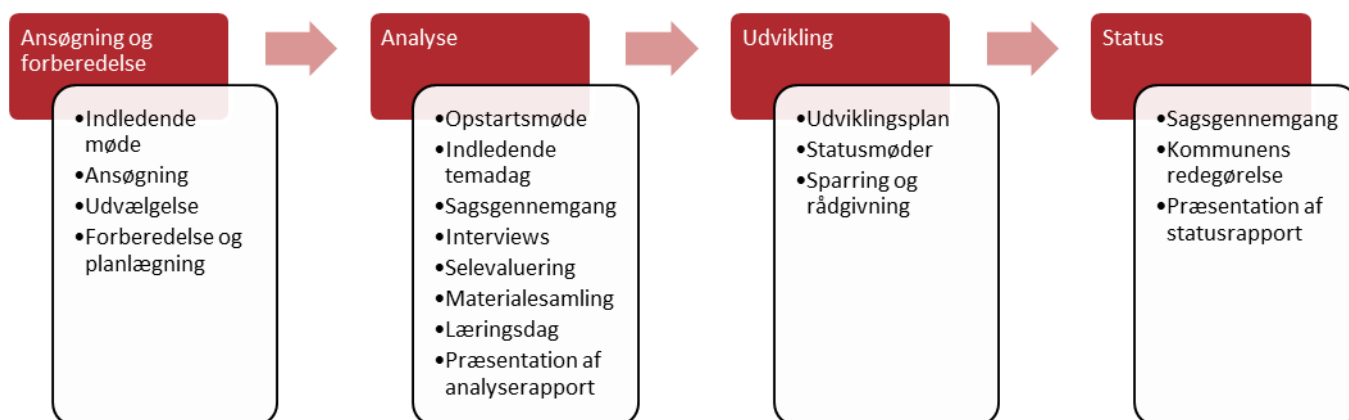 Ansøgning og
forberedelse
•Indledende
møde
•Ansøgning
•Udvælgelse
•Forberedelse og
planlægning
Analyse
•Opstartsmøde
•Indledende
temadag
•Sagsgennemgang
•Interviews
•Selevaluering
•Materialesamling
•Læringsdag
•Præsentation af
analyserapport
Udvikling
•Udviklingsplan
•Statusmøder
•Sparring og
rådgivning
Status
•Sagsgennemgang
•Kommunens
redegørelse
•Præsentation af
statusrapport